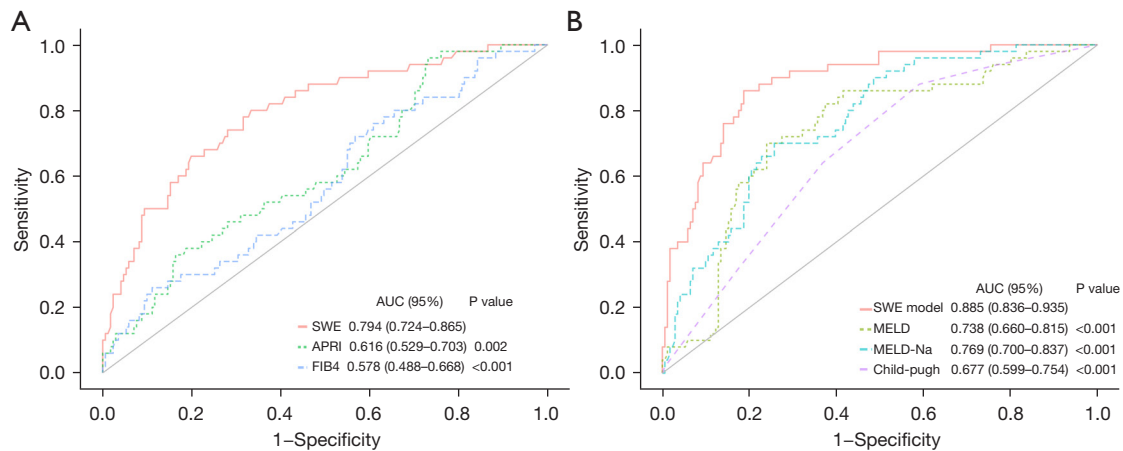 A
1.0
0.8
0.6
0.4
0.2
0.0
Sensitivity
AUC (95%) P value
SWE 0.794 (0.724–0.865)
APRI 0.616 (0.529–0.703) 0.002
FIB4 0.578 (0.488–0.668) <0.001
0.0 0.2 0.4 0.6 0.8 1.0
1–Specificity
B
1.0
0.8
0.6
0.4
0.2
0.0
Sensitivity
AUC (95%) P value
SWE model 0.885 (0.836–0.935)
MELD 0.738 (0.660–0.815) <0.001
MELD-Na 0.769 (0.700–0.837) <0.001
Child-pugh 0.677 (0.599–0.754) <0.001
0.0 0.2 0.4 0.6 0.8 1.0
1–Specificity